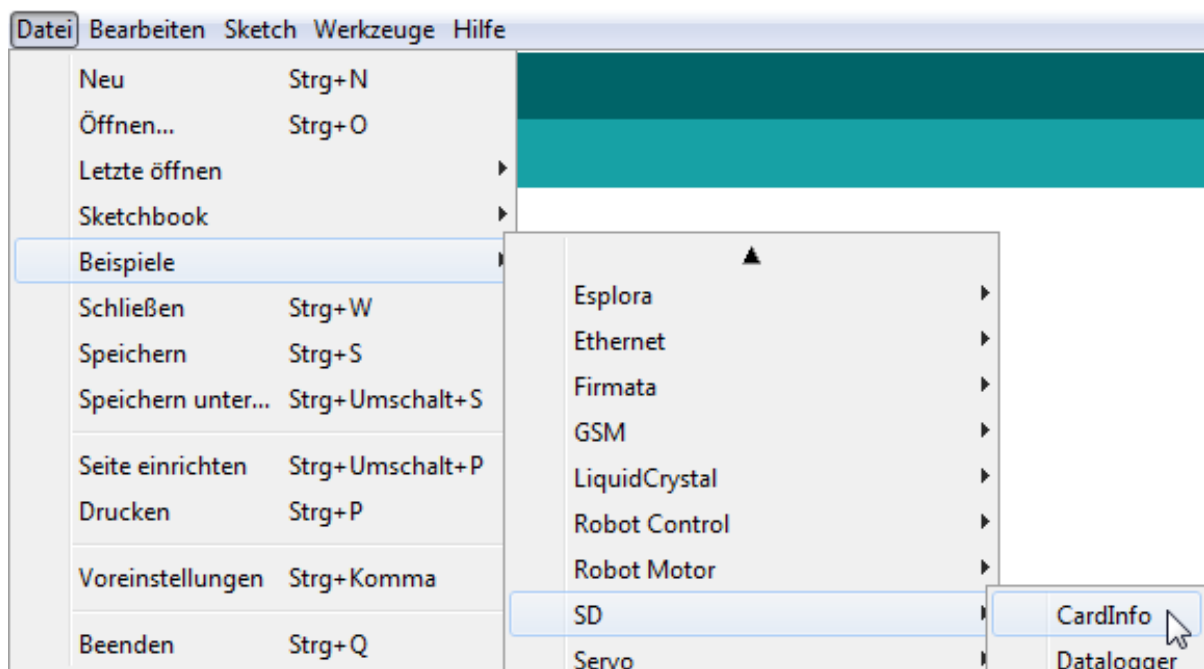 Datei Bearbeiten Sketch Werkzeuge Hilfe
Neu Strg+N
Öffnen... Strg+O
Letzte öffnen
Sketchbook
Beispiele
Schließen Strg+W
Speichern Strg+S
Speichern unter... Strg+Umschalt+S
Seite einrichten Strg+Umschalt+P
Drucken Strg+P
Voreinstellungen Strg+Komma
Beenden Strg+Q
Esplora
Ethernet
Firmata
GSM
LiquidCrystal
Robot Control
Robot Motor
SD
Servo
CardInfo
Datalogger